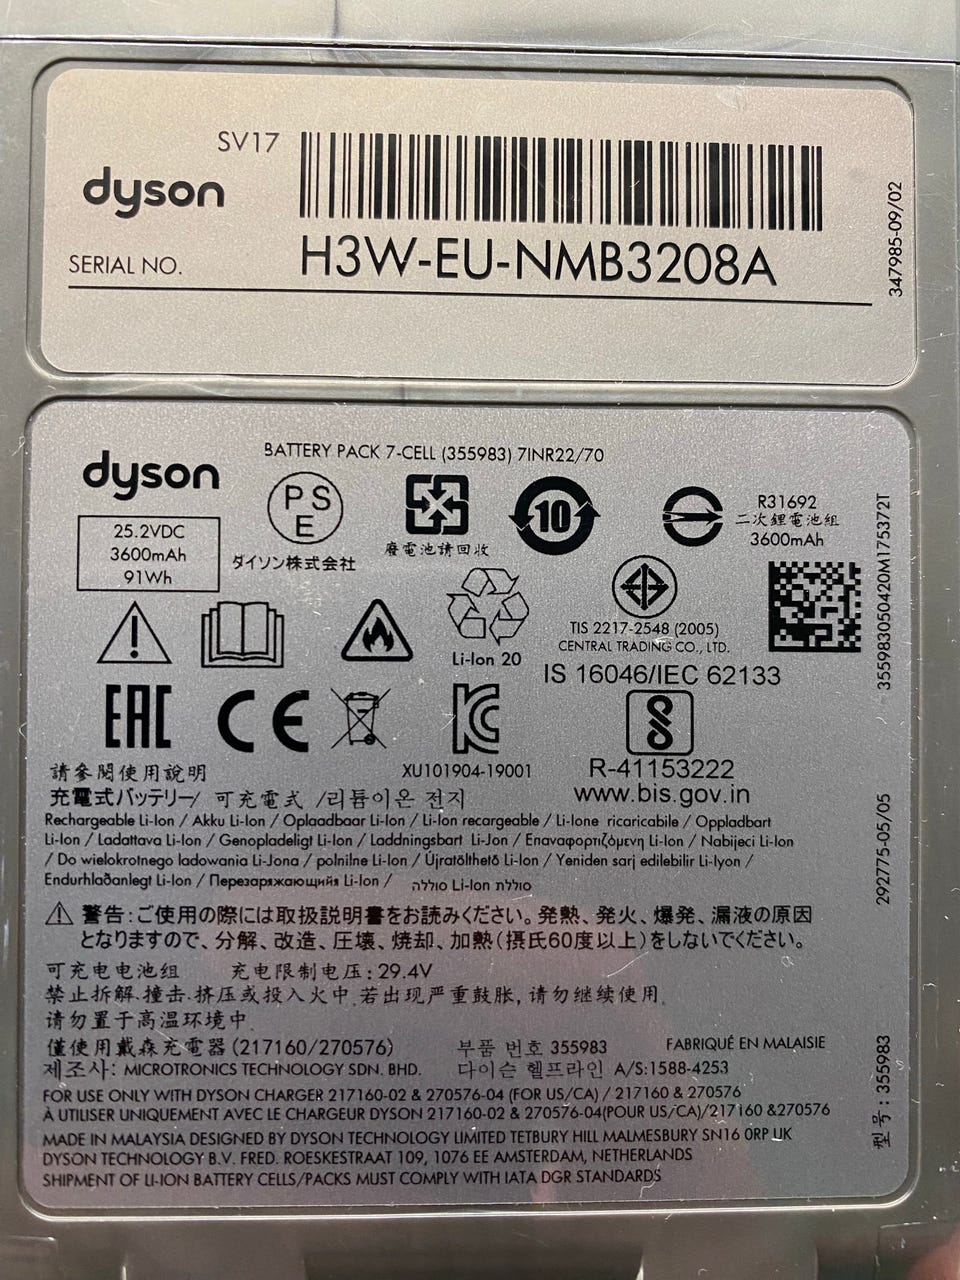 SV17
dyson
SERIAL NO.
H3W-EU-NMB3208A
347985-09/02
dyson
BATTERY PACK 7-CELL (355983) 7INR22/70
25.2VDC
3600mAh
91Wh
PS
E
ダイソン株式会社
廢電池請回收
10
R31692
二次鋰電池組
3600mAh
355983050420M175372T
Li-Ion 20
TIS 2217-2548 (2005)
CENTRAL TRADING CO., LTD.
IS 16046/IEC 62133
EAC
CE
KC
XU101904-19001
R-41153222
www.bis.gov.in
請參閱使用說明
充電式バッテリー/ 可充電式 /리튬이온 전지
Rechargeable Li-Ion / Akku Li-Ion / Oplaadbaar Li-Ion / Li-Ion recargeable / Li-Ione ricaricabile / Oppladbart
Li-Ion / Ladattava Li-Ion / Genopladeligt Li-Ion / Laddningsbart Li-Jon / Επαναφορτιζόμενη Li-Ion / Nabijeci Li-Ion
/ Do wielokrotnego ladowania Li-Jona / polnilne Li-Ion / Újratölthető Li-Ion / Yeniden sarj edilebilir Li-Iyon /
Endurhlaðanlegt Li-Ion / Перезаряжающийя Li-Ion / סוללת Li-Ion סוללה
292775-05/05
警告:ご使用の際には取扱説明書をお読みください。発熱、発火、爆発、漏液の原因
となりますので、分解、改造、圧壊、焼却、加熱(摂氏60度以上)をしないでください。
可充电电池组 充电限制电压:29.4V
禁止拆解.撞击.挤压或投入火中.若出现严重鼓胀,请勿继续使用.
请勿置于高温环境中.
僅使用戴森充電器(217160/270576)
부품 번호 355983
FABRIQUÉ EN MALAISIE
제조사: MICROTRONICS TECHNOLOGY SDN. BHD.
다이슨 헬프라인 A/S:1588-4253
型号: 355983
FOR USE ONLY WITH DYSON CHARGER 217160-02 & 270576-04 (FOR US/CA) / 217160 & 270576
À UTILISER UNIQUEMENT AVEC LE CHARGEUR DYSON 217160-02 & 270576-04(POUR US/CA)/217160 &270576
MADE IN MALAYSIA DESIGNED BY DYSON TECHNOLOGY LIMITED TETBURY HILL MALMESBURY SN16 0RP UK
DYSON TECHNOLOGY B.V. FRED. ROESKESTRAAT 109, 1076 EE AMSTERDAM, NETHERLANDS
SHIPMENT OF LI-ION BATTERY CELLS/PACKS MUST COMPLY WITH IATA DGR STANDARDS